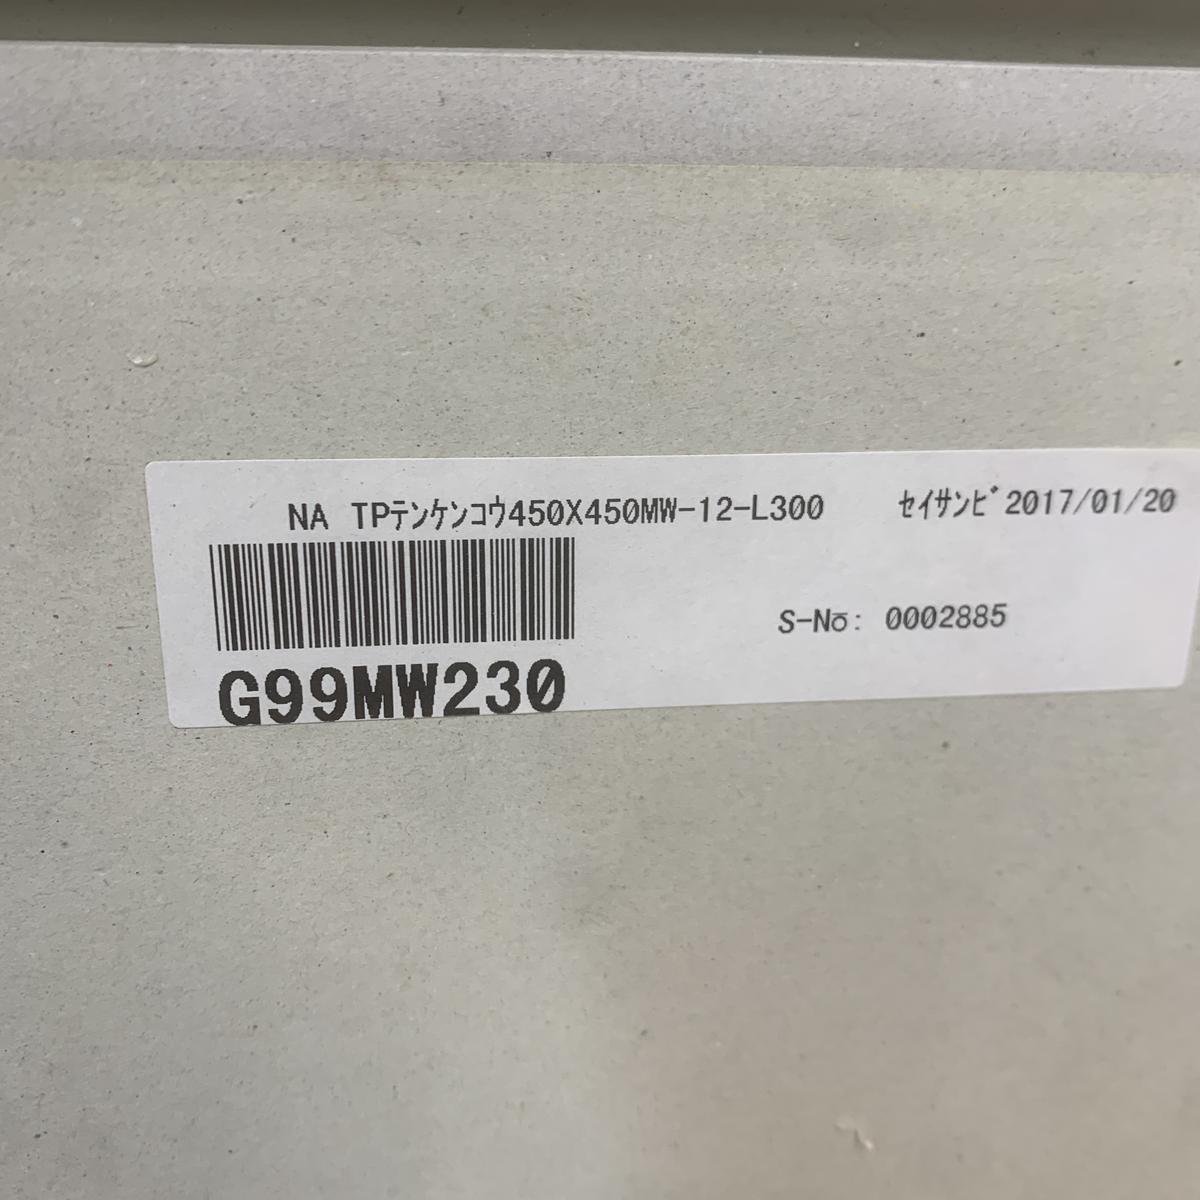 NA TPﾃﾝｹﾝｺｳ450X450MW-12-L300 ｾｲｻﾝﾋﾞ 2017/01/20
S-No: 0002885
G99MW230